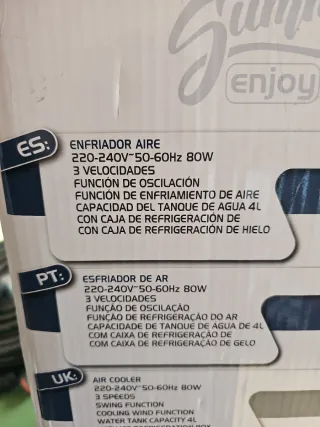 Summ
enjoy
ES:
ENFRIADOR AIRE
220-240V~50-60Hz 80W
3 VELOCIDADES
FUNCIÓN DE OSCILACIÓN
FUNCIÓN DE ENFRIAMIENTO DE AIRE
CAPACIDAD DEL TANQUE DE AGUA 4L
CON CAJA DE REFRIGERACIÓN DE
CON CAJA DE REFRIGERACIÓN DE HIELO
PT:
ESFRIADOR DE AR
220-240V~50-60Hz 80W
3 VELOCIDADES
FUNÇÃO DE OSCILAÇÃO
FUNÇÃO DE REFRIGERAÇÃO DO AR
CAPACIDADE DE TANQUE DE AGUA DE 4L
COM CAIXA DE REFRIGERAÇÃO DE
COM CAIXA DE REFRIGERAÇÃO DE GELO
UK:
AIR COOLER
220-240V~50-60Hz 80W
3 SPEEDS
SWING FUNCTION
COOLING WIND FUNCTION
WATER TANK CAPACITY 4L